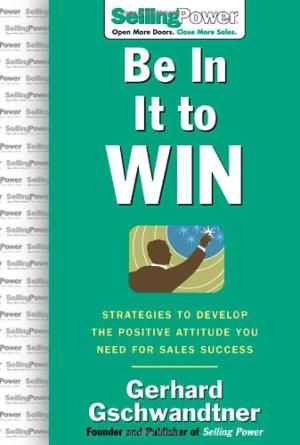 SellingPower
Open More Doors. Close More Sales.
Be In
It to
WIN
STRATEGIES TO DEVELOP
THE POSITIVE ATTITUDE YOU
NEED FOR SALES SUCCESS
Gerhard
Gschwandtner
Founder and Publisher of Selling Power